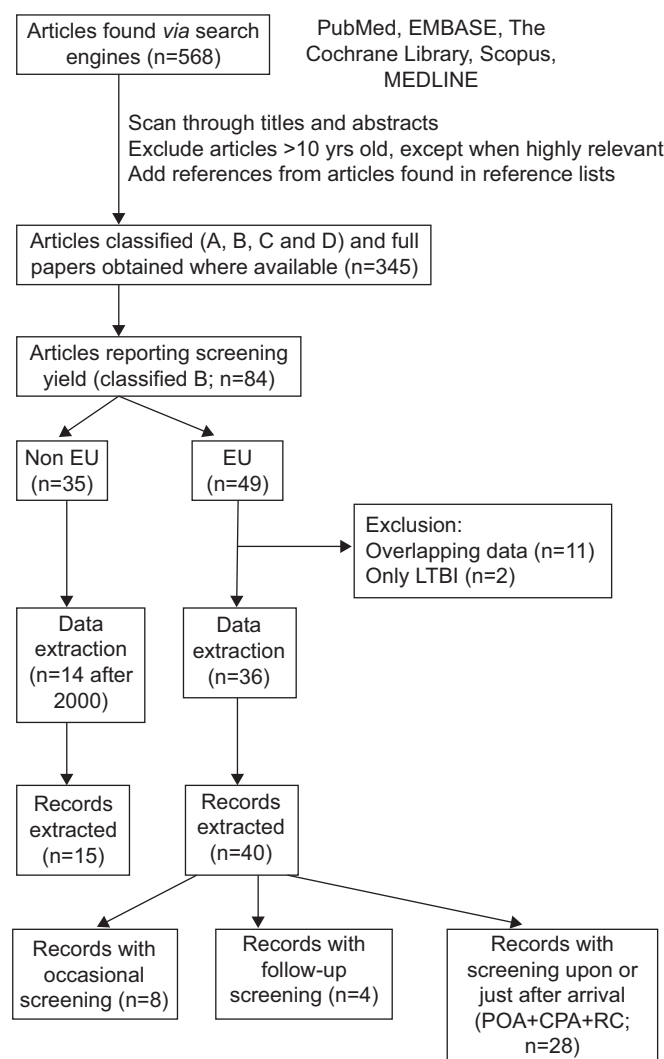 Articles found via search
engines (n=568)
PubMed, EMBASE, The
Cochrane Library, Scopus,
MEDLINE
Scan through titles and abstracts
Exclude articles >10 yrs old, except when highly relevant
Add references from articles found in reference lists
Articles classified (A, B, C and D) and full
papers obtained where available (n=345)
Articles reporting screening
yield (classified B; n=84)
Non EU
(n=35)
EU
(n=49)
Exclusion:
Overlapping data (n=11)
Only LTBI (n=2)
Data
extraction
(n=14 after
2000)
Data
extraction
(n=36)
Records
extracted
(n=15)
Records
extracted
(n=40)
Records with
occasional
screening (n=8)
Records with
follow-up
screening (n=4)
Records with
screening upon or
just after arrival
(POA+CPA+RC;
n=28)